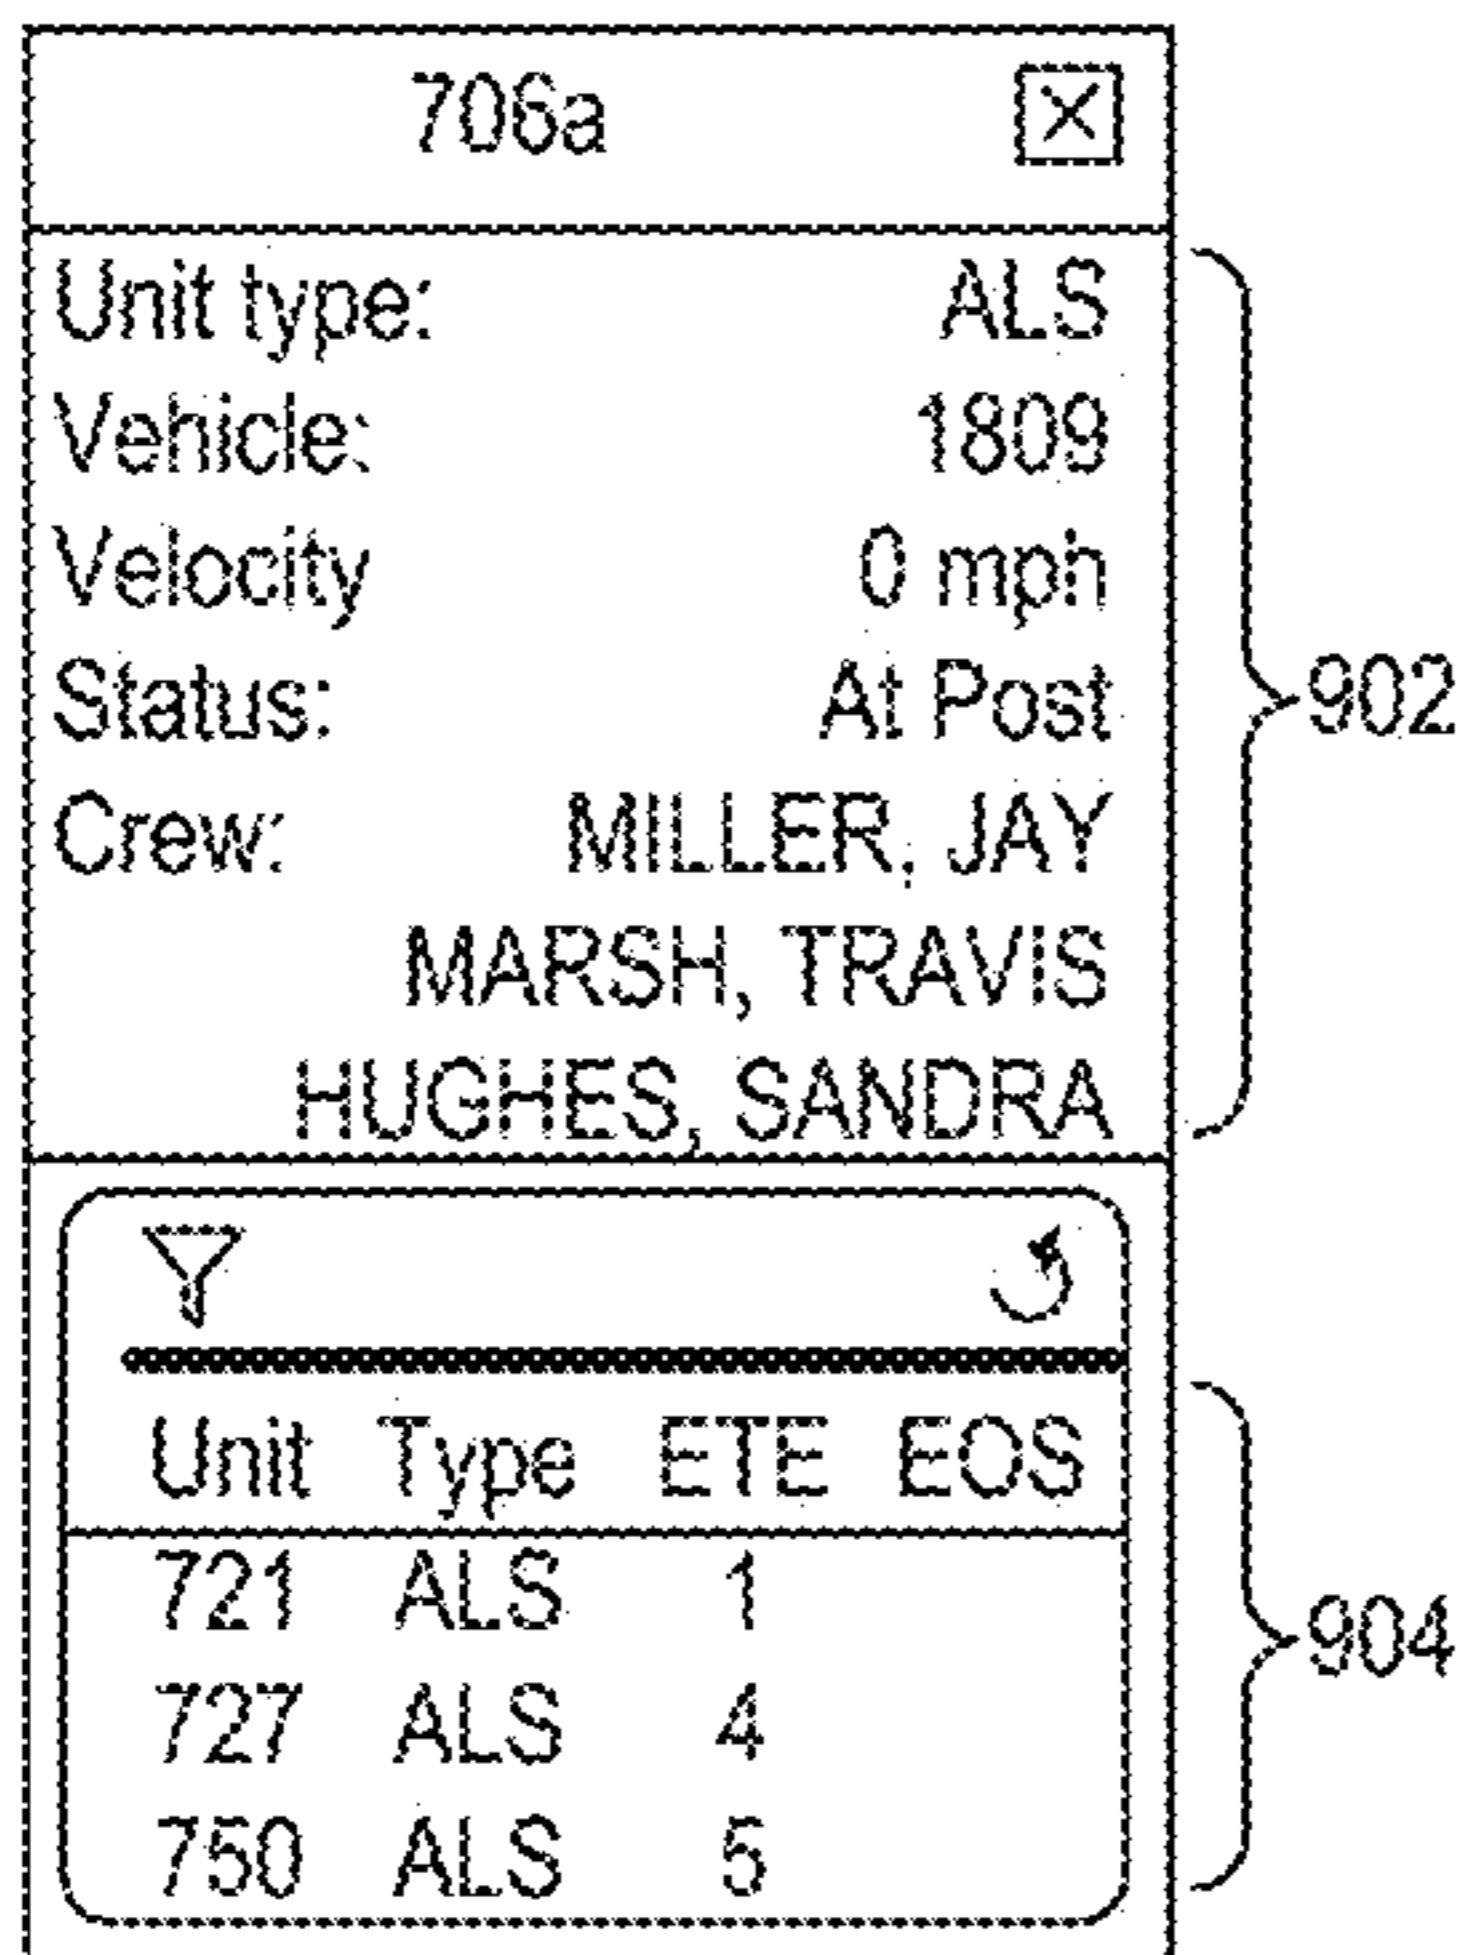 706a
Unit type: ALS
Vehicle: 1809
Velocity 0 mph
Status: At Post
902
Crew: MILLER, JAY
MARSH, TRAVIS
HUGHES, SANDRA
Unit Type ETE EOS
721 ALS 1
904
727 ALS 4
750 ALS 5